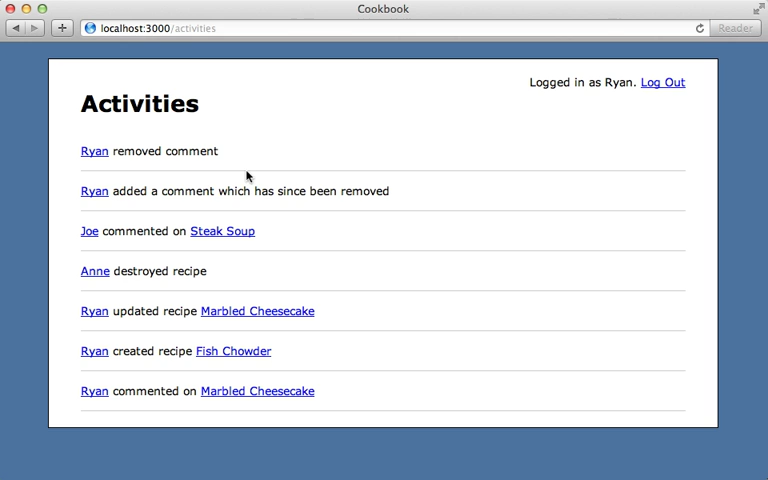 Cookbook
localhost:3000/activities
Reader
Logged in as Ryan. Log Out
Activities
Ryan removed comment
Ryan added a comment which has since been removed
Joe commented on Steak Soup
Anne destroyed recipe
Ryan updated recipe Marbled Cheesecake
Ryan created recipe Fish Chowder
Ryan commented on Marbled Cheesecake